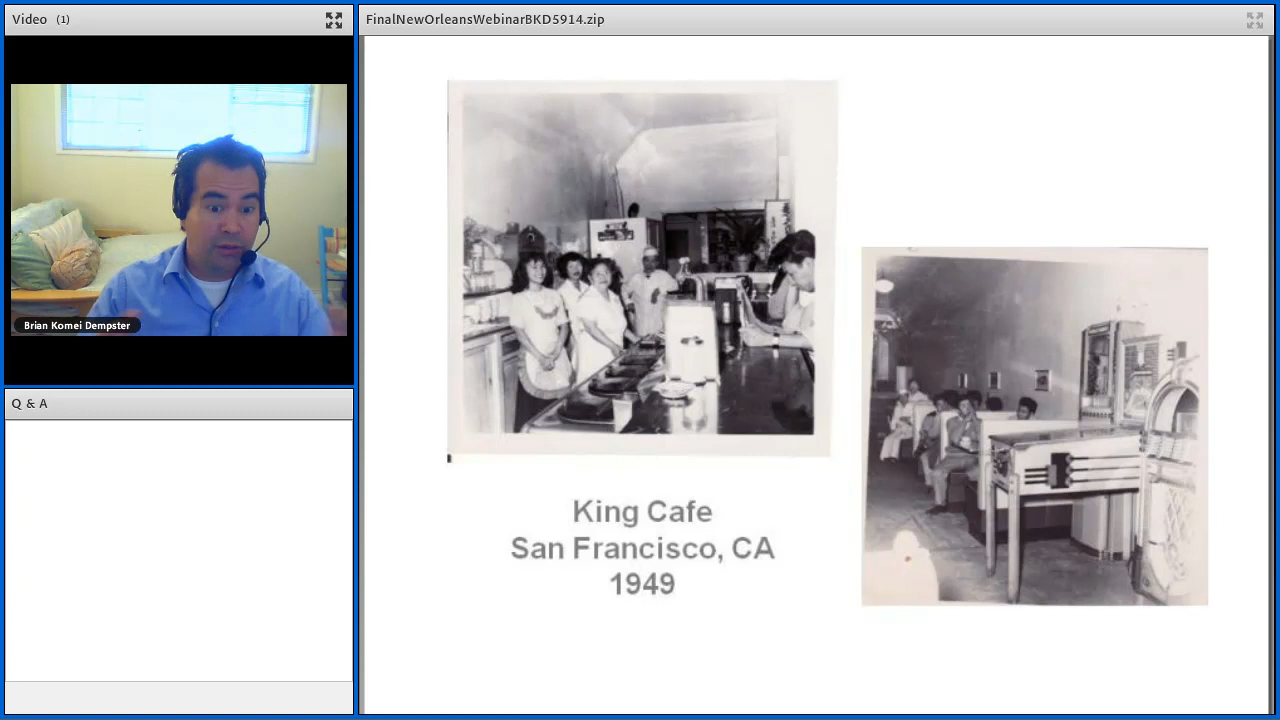 Video (1)
Brian Komei Dempster
Q & A
FinalNewOrleansWebinarBKD5914.zip
King Cafe
San Francisco, CA
1949